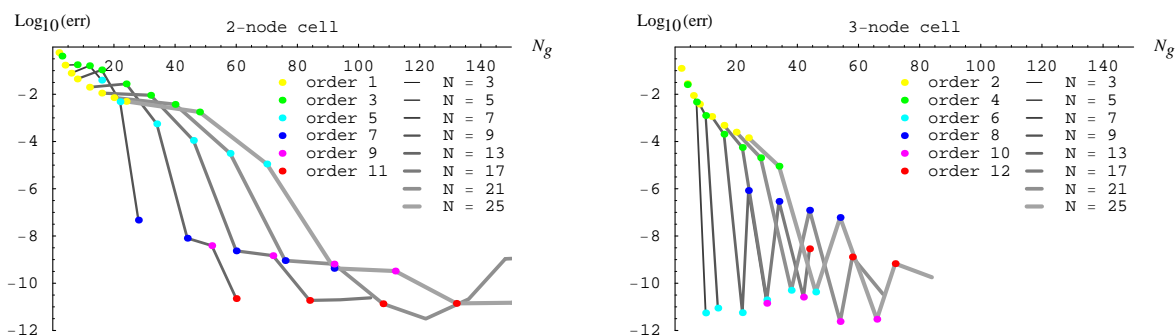 Log10(err)
2-node cell
Ng
20 40 60 80 100 120 140
-2
-4
-6
-8
-10
-12
order 1
order 3
order 5
order 7
order 9
order 11
N = 3
N = 5
N = 7
N = 9
N = 13
N = 17
N = 21
N = 25
Log10(err)
3-node cell
Ng
20 40 60 80 100 120 140
-2
-4
-6
-8
-10
-12
order 2
order 4
order 6
order 8
order 10
order 12
N = 3
N = 5
N = 7
N = 9
N = 13
N = 17
N = 21
N = 25